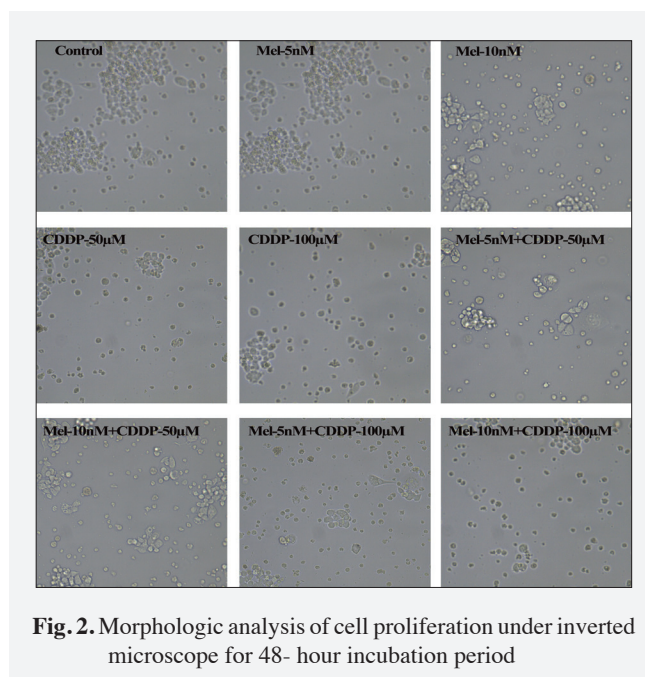 Control Mel-5nM Mel-10nM
CDDP-50µM CDDP-100µM Mel-5nM+CDDP-50µM
Mel-10nM+CDDP-50µM Mel-5nM+CDDP-100µM Mel-10nM+CDDP-100µM
Fig. 2. Morphologic analysis of cell proliferation under inverted
microscope for 48- hour incubation period